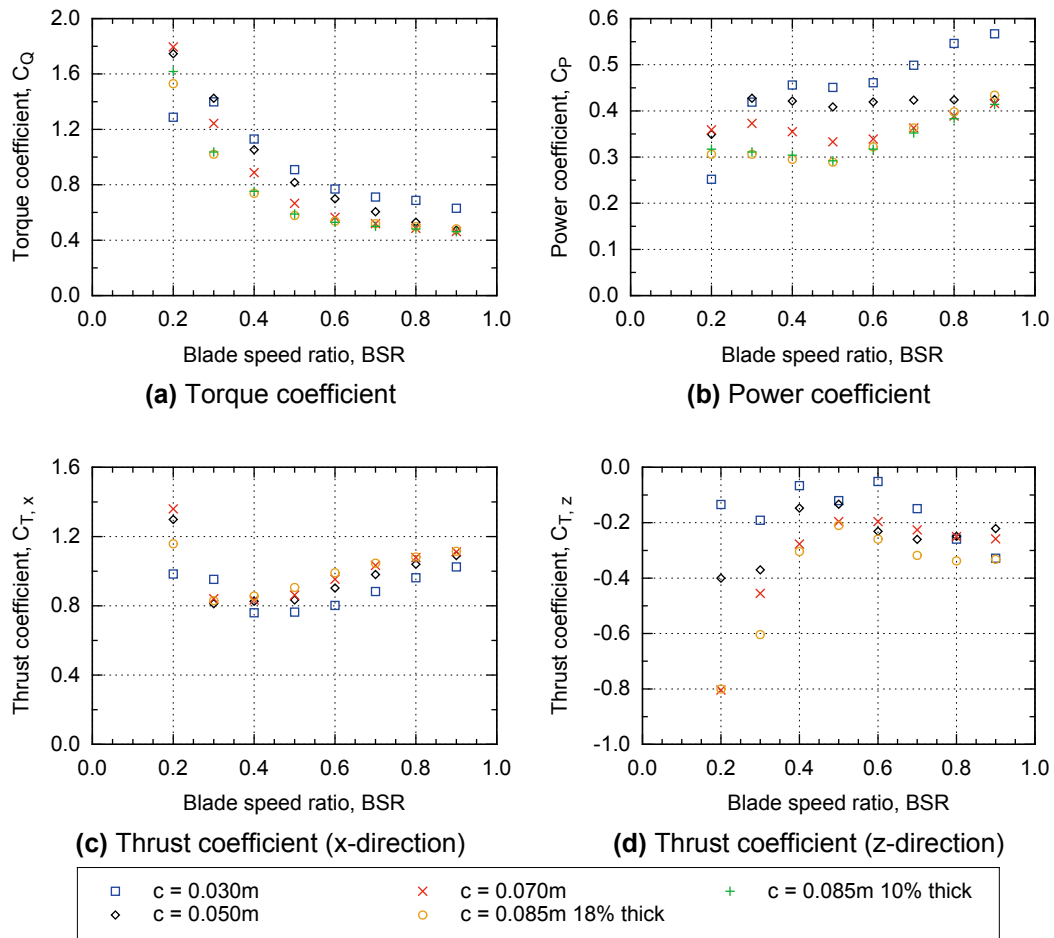 2.0
1.6
1.2
0.8
0.4
0.0
Torque coefficient, C_Q
0.0 0.2 0.4 0.6 0.8 1.0
Blade speed ratio, BSR
(a) Torque coefficient
0.6
0.5
0.4
0.3
0.2
0.1
0.0
Power coefficient, C_P
0.0 0.2 0.4 0.6 0.8 1.0
Blade speed ratio, BSR
(b) Power coefficient
1.6
1.2
0.8
0.4
0.0
Thrust coefficient, C_T, x
0.0 0.2 0.4 0.6 0.8 1.0
Blade speed ratio, BSR
(c) Thrust coefficient (x-direction)
0.0
-0.2
-0.4
-0.6
-0.8
-1.0
Thrust coefficient, C_T, z
0.0 0.2 0.4 0.6 0.8 1.0
Blade speed ratio, BSR
(d) Thrust coefficient (z-direction)
c = 0.030m c = 0.070m c = 0.085m 10% thick
c = 0.050m c = 0.085m 18% thick